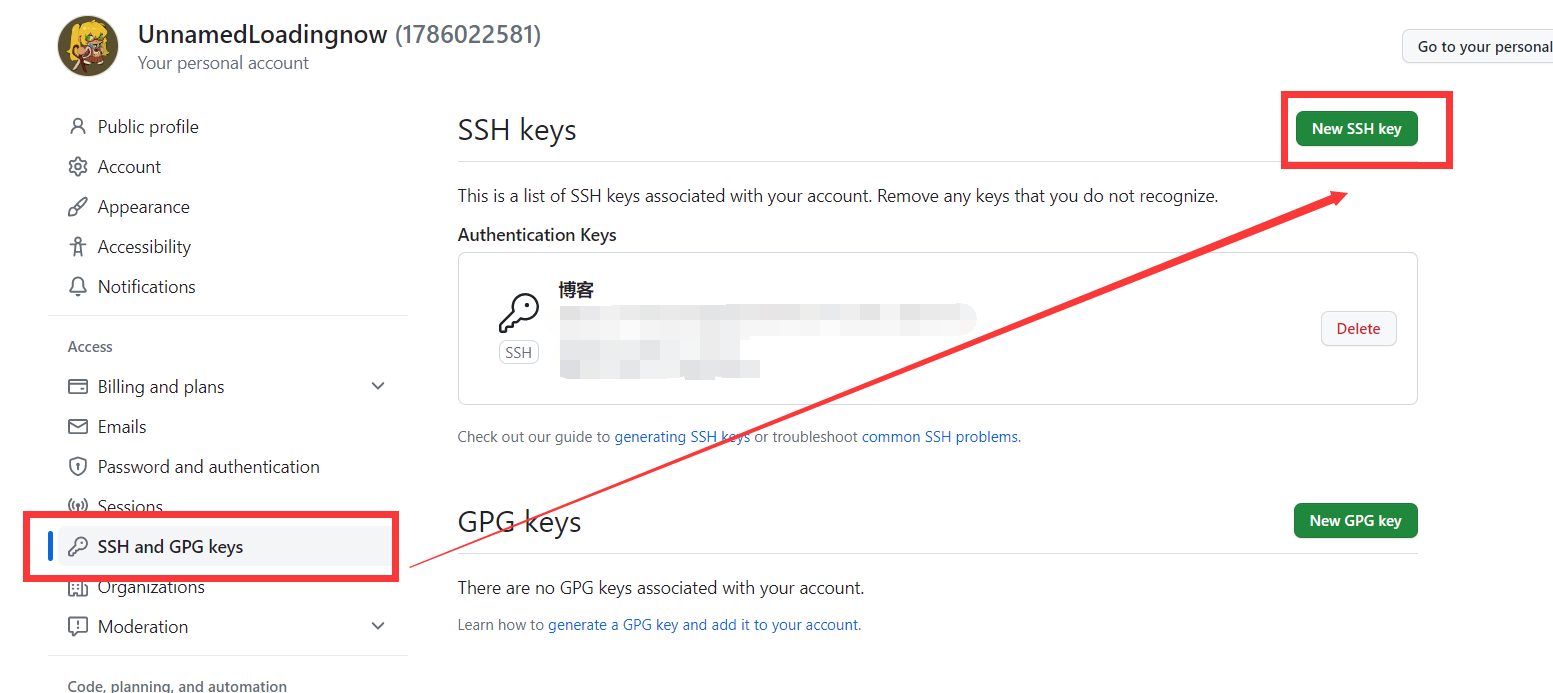 UnnamedLoadingnow (1786022581)
Your personal account
Go to your personal
Public profile
Account
Appearance
Accessibility
Notifications
Access
Billing and plans
Emails
Password and authentication
Sessions
SSH and GPG keys
Organizations
Moderation
Code, planning, and automation
SSH keys
New SSH key
This is a list of SSH keys associated with your account. Remove any keys that you do not recognize.
Authentication Keys
博客
SSH
Delete
Check out our guide to generating SSH keys or troubleshoot common SSH problems.
GPG keys
New GPG key
There are no GPG keys associated with your account.
Learn how to generate a GPG key and add it to your account.